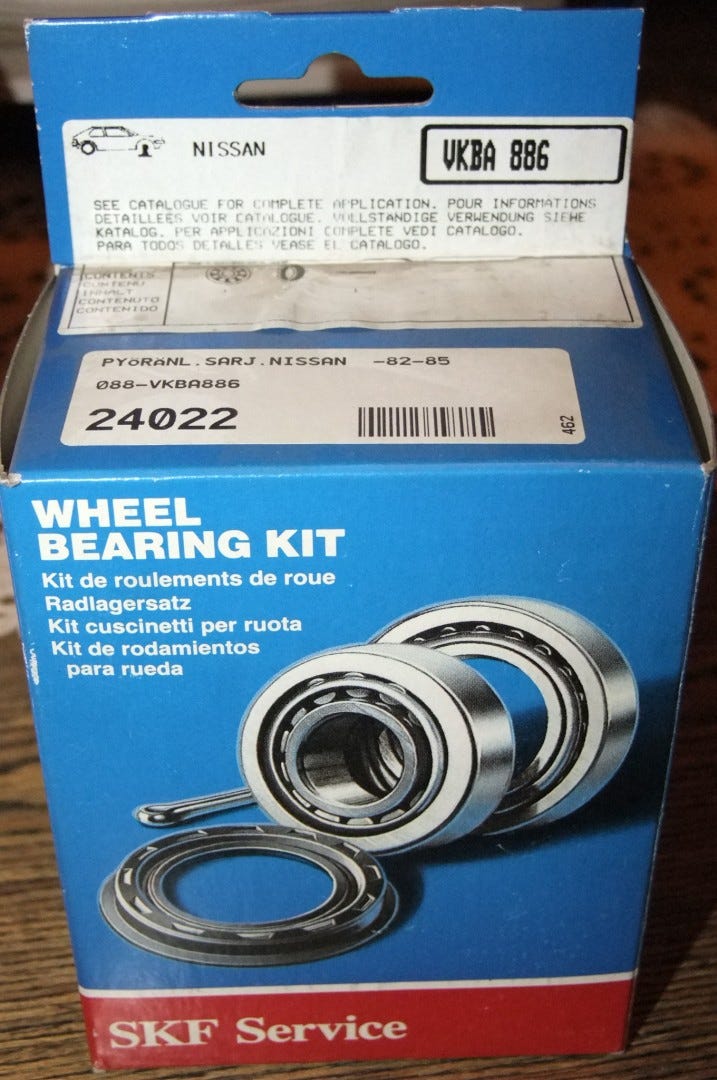 NISSAN
VKBA 886
SEE CATALOGUE FOR COMPLETE APPLICATION. POUR INFORMATIONS
DETAILLEES VOIR CATALOGUE. VOLLSTANDIGE VERWENDUNG SIEHE
KATALOG. PER APPLICAZIONI COMPLETE VEDI CATALOGO.
PARA TODOS DETALLES VEASE EL CATALOGO.
CONTENTS
CONTENU
INHALT
CONTENUTO
CONTENIDO
PYöRäNL.SARJ.NISSAN -82-85
088-VKBA886
24022
462
WHEEL
BEARING KIT
Kit de roulements de roue
Radlagersatz
Kit cuscinetti per ruota
Kit de rodamientos
para rueda
SKF Service